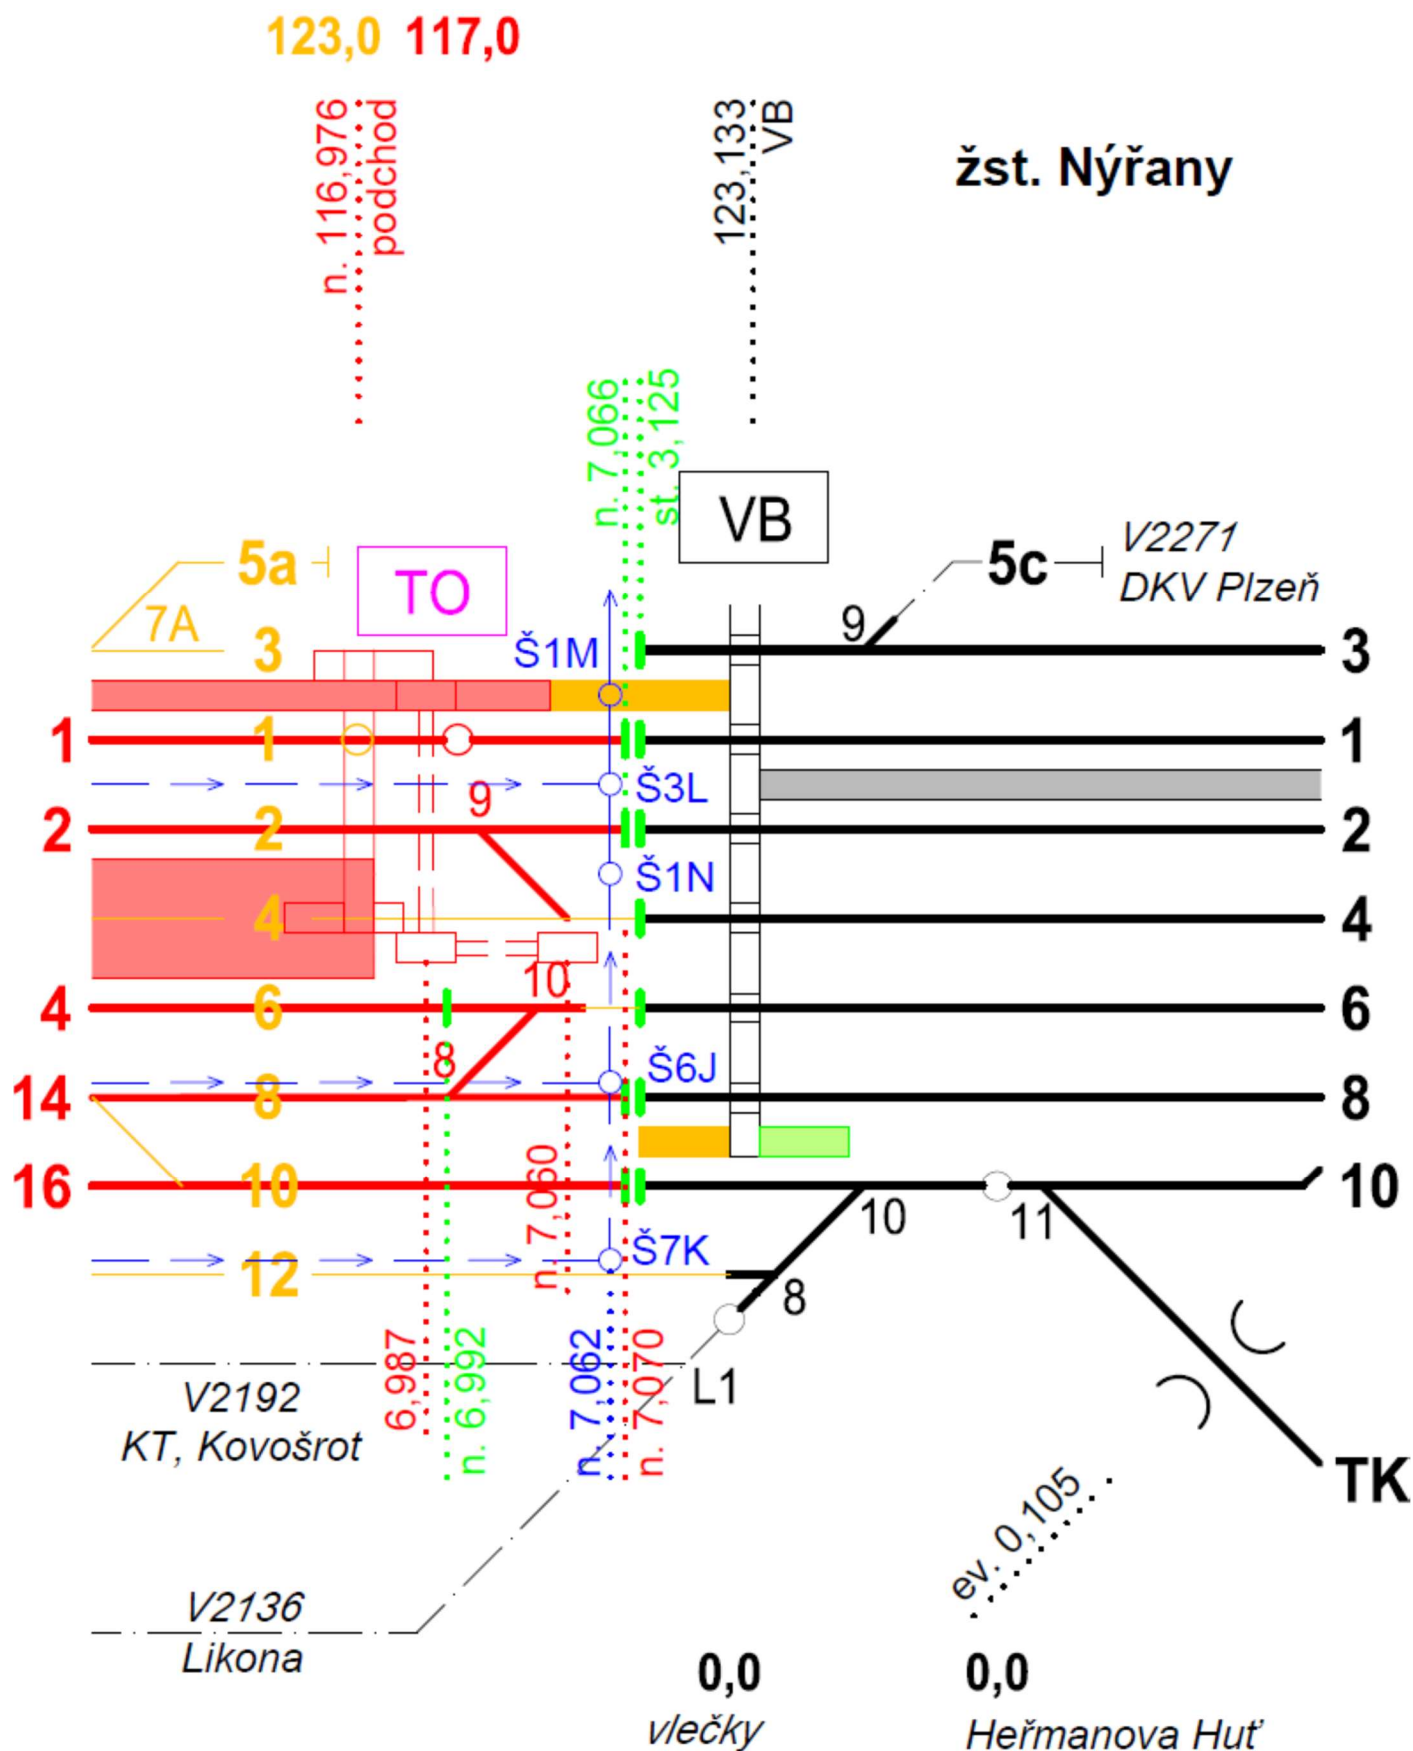 123,0 117,0
n. 116,976
podchod
123,133
VB
žst. Nýřany
n. 7,066
st. 3,125
VB
5a
TO
5c
V2271
DKV Plzeň
7A
3
Š1M
9
3
1
1
1
Š3L
9
2
2
2
Š1N
4
4
10
4
6
6
8
Š6J
14
8
8
16
10
10
11
10
n. 7,060
Š7K
12
8
6,987
n. 6,992
n. 7,062
n. 7,070
L1
V2192
KT, Kovošrot
TK
ev. 0,105
V2136
Likona
0,0
vlečky
0,0
Heřmanova Huť